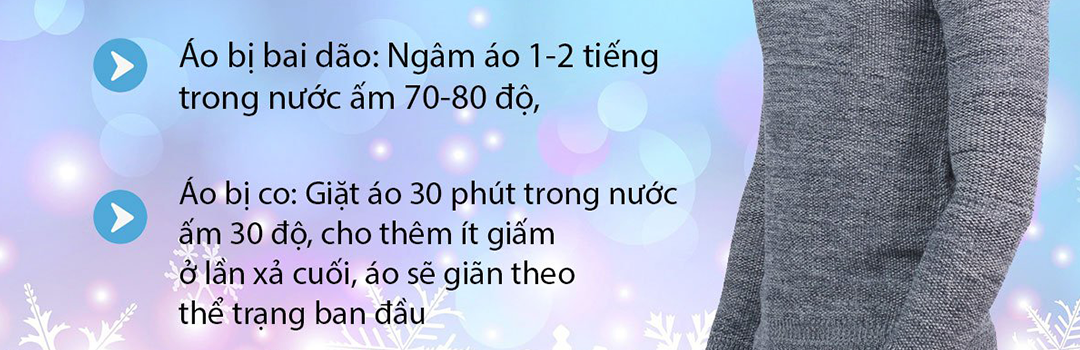 Áo bị bai dão: Ngâm áo 1-2 tiếng
trong nước ấm 70-80 độ,
Áo bị co: Giặt áo 30 phút trong nước
ấm 30 độ, cho thêm ít giấm
ở lần xả cuối, áo sẽ giãn theo
thể trạng ban đầu